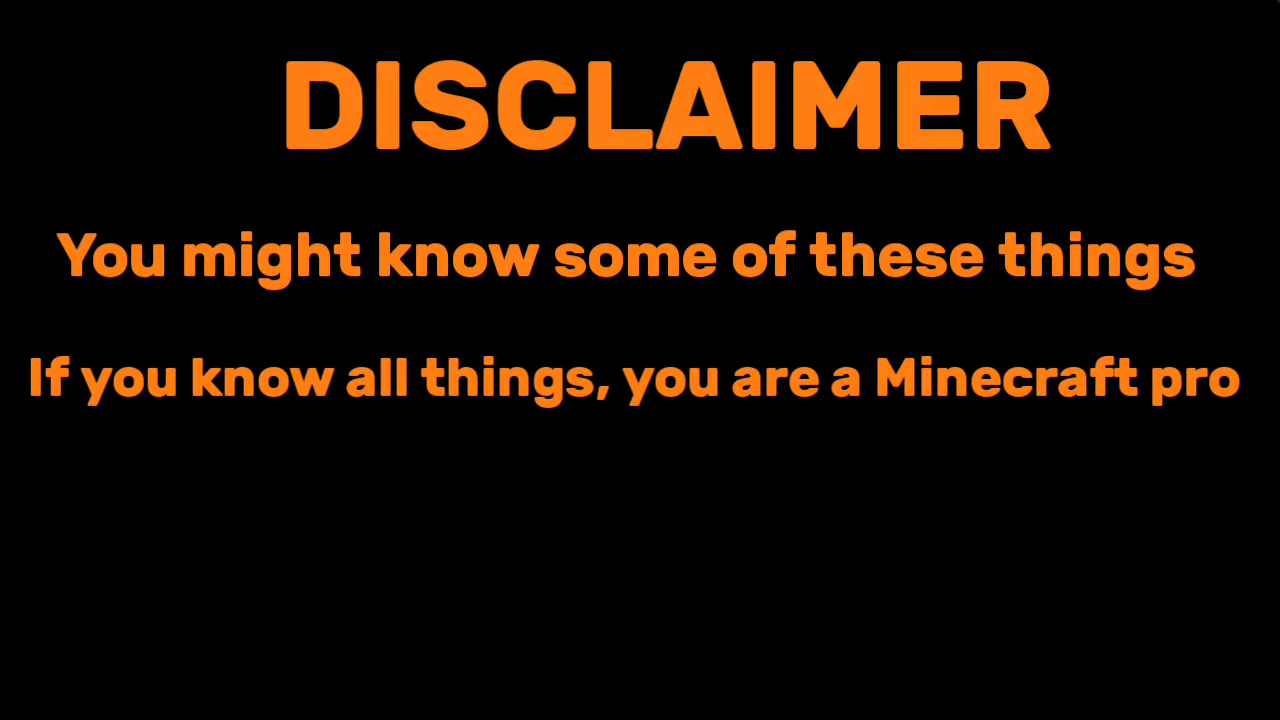 DISCLAIMER
You might know some of these things
If you know all things, you are a Minecraft pro